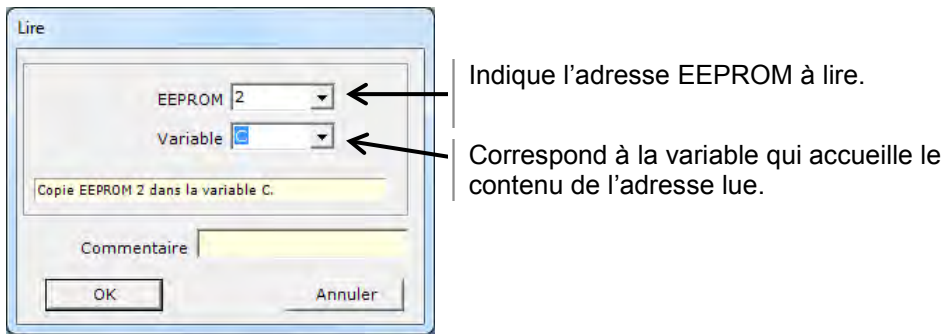 Lire
EEPROM 2
Indique l’adresse EEPROM à lire.
Variable C
Correspond à la variable qui accueille le
contenu de l’adresse lue.
Copie EEPROM 2 dans la variable C.
Commentaire
OK Annuler